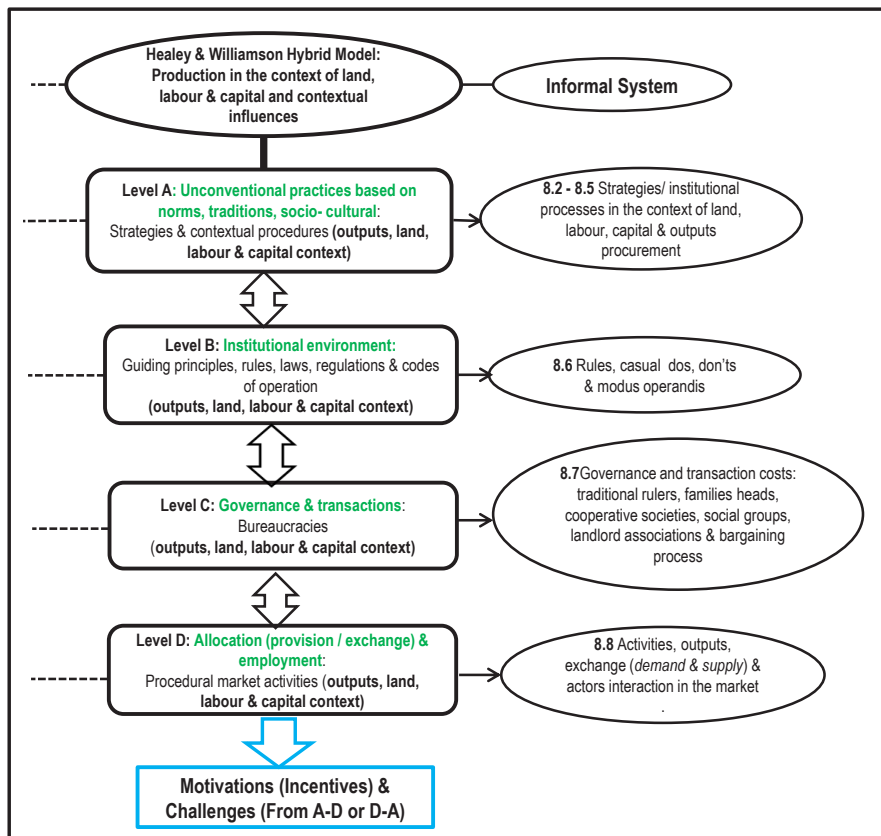 Healey & Williamson Hybrid Model:
Production in the context of land,
labour & capital and contextual
influences
Informal System
Level A: Unconventional practices based on
norms, traditions, socio- cultural:
Strategies & contextual procedures (outputs, land,
labour & capital context)
8.2 - 8.5 Strategies/ institutional
processes in the context of land,
labour, capital & outputs
procurement
Level B: Institutional environment:
Guiding principles, rules, laws, regulations & codes
of operation
(outputs, land, labour & capital context)
8.6 Rules, casual dos, don'ts
& modus operandis
Level C: Governance & transactions:
Bureaucracies
(outputs, land, labour & capital context)
8.7Governance and transaction costs:
traditional rulers, families heads,
cooperative societies, social groups,
landlord associations & bargaining
process
Level D: Allocation (provision / exchange) &
employment:
Procedural market activities (outputs, land,
labour & capital context)
8.8 Activities, outputs,
exchange (demand & supply) &
actors interaction in the market
.
Motivations (Incentives) &
Challenges (From A-D or D-A)